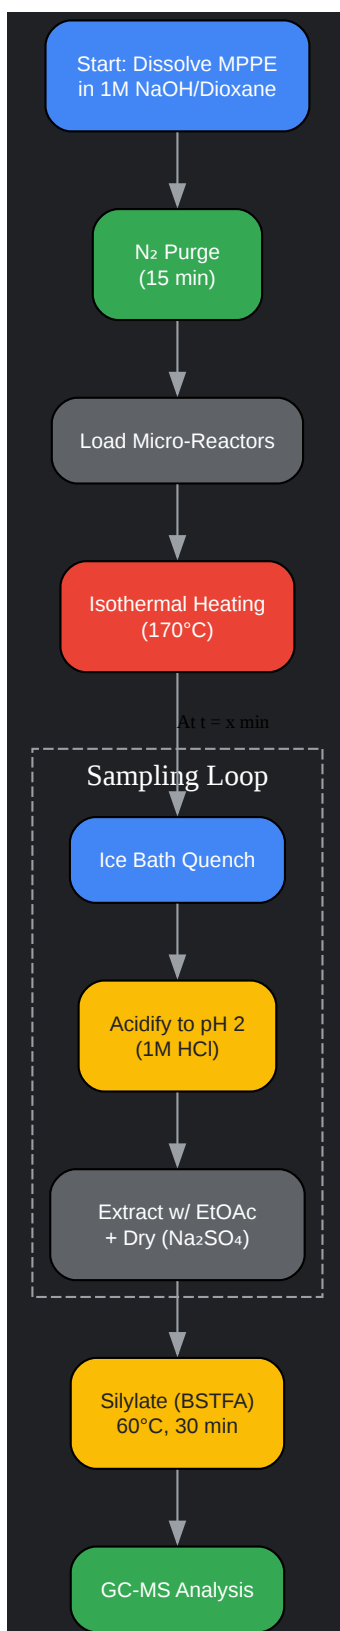 Start: Dissolve MPPE
in 1M NaOH/Dioxane
N₂ Purge
(15 min)
Load Micro-Reactors
Isothermal Heating
(170°C)
At t = x min
Sampling Loop
Ice Bath Quench
Acidify to pH 2
(1M HCl)
Extract w/ EtOAc
+ Dry (Na₂SO₄)
Silylate (BSTFA)
60°C, 30 min
GC-MS Analysis